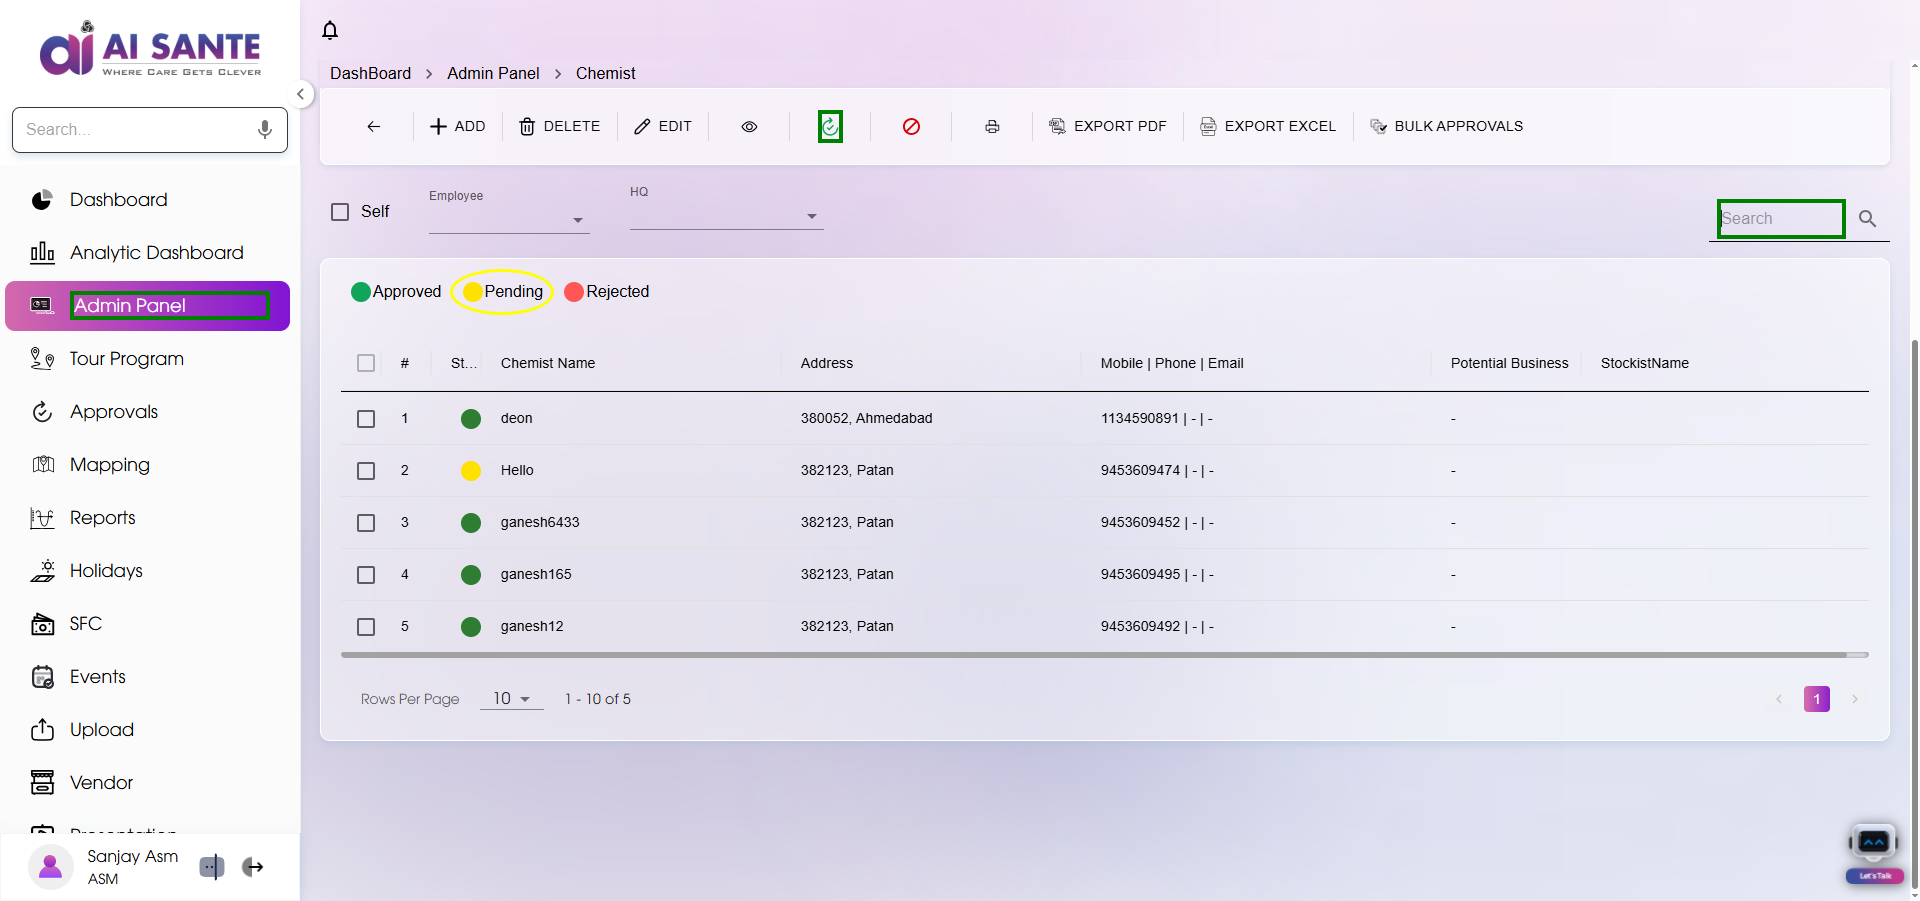 AI SANTE
WHERE CARE GETS CLEVER
Search...
Dashboard
Analytic Dashboard
Admin Panel
Tour Program
Approvals
Mapping
Reports
Holidays
SFC
Events
Upload
Vendor
Presentation
Sanjay Asm
ASM
DashBoard > Admin Panel > Chemist
ADD DELETE EDIT EXPORT PDF EXPORT EXCEL BULK APPROVALS
Self Employee HQ Search
Approved Pending Rejected
# St... Chemist Name Address Mobile | Phone | Email Potential Business StockistName
1 deon 380052, Ahmedabad 1134590891 | - | - -
2 Hello 382123, Patan 9453609474 | - | - -
3 ganesh6433 382123, Patan 9453609452 | - | - -
4 ganesh165 382123, Patan 9453609495 | - | - -
5 ganesh12 382123, Patan 9453609492 | - | - -
Rows Per Page 10 1 - 10 of 5 < 1 >
Let's Talk